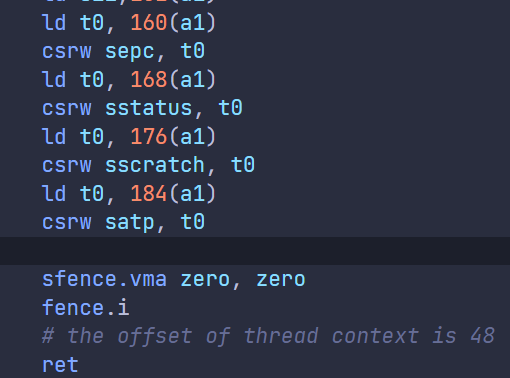 ld t0, 160(a1)
csrw sepc, t0
ld t0, 168(a1)
csrw sstatus, t0
ld t0, 176(a1)
csrw sscratch, t0
ld t0, 184(a1)
csrw satp, t0
sfence.vma zero, zero
fence.i
# the offset of thread context is 48
ret